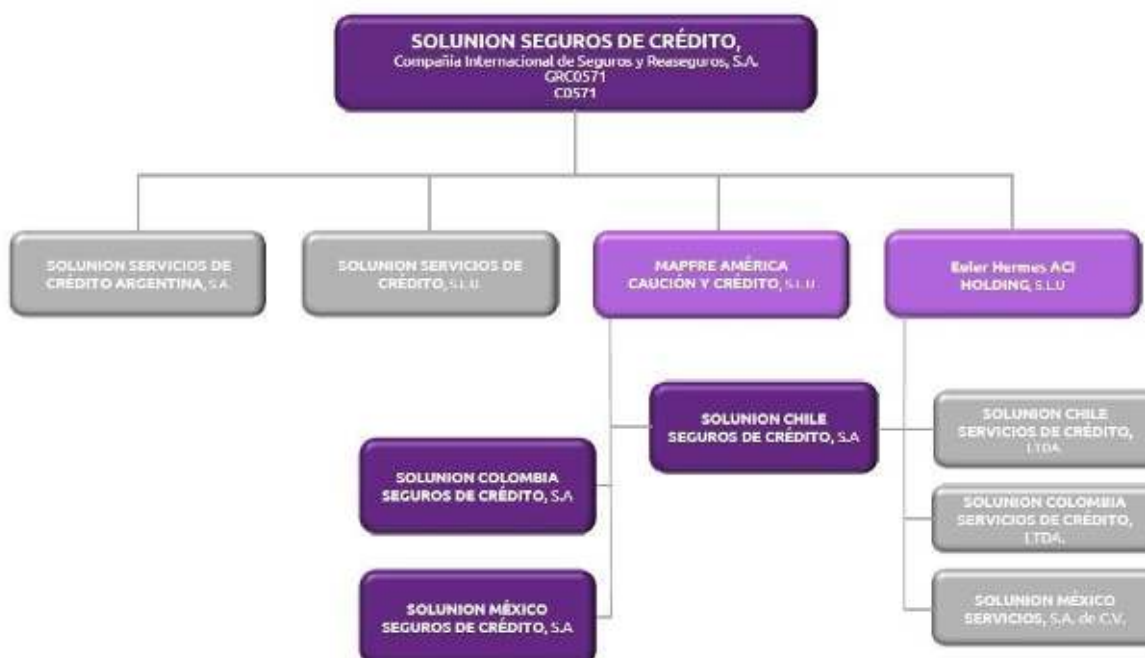 SOLUNION SEGUROS DE CRÉDITO,
Compañia Internacional de Seguros y Reaseguros, S.A.
GRC0571
C0571
SOLUNION SERVICIOS DE
CRÉDITO ARGENTINA, S.A.
SOLUNION SERVICIOS DE
CRÉDITO, S.L.U.
MAPFRE AMÉRICA
CAUCIÓN Y CRÉDITO, S.L.U.
Euler Hermes ACI
HOLDING, S.L.U
SOLUNION CHILE
SEGUROS DE CRÉDITO, S.A
SOLUNION CHILE
SERVICIOS DE CRÉDITO,
LTDA
SOLUNION COLOMBIA
SEGUROS DE CRÉDITO, S.A
SOLUNION COLOMBIA
SERVICIOS DE CRÉDITO,
LTDA.
SOLUNION MÉXICO
SEGUROS DE CRÉDITO, S.A
SOLUNION MÉXICO
SERVICIOS, S.A. de C.V.